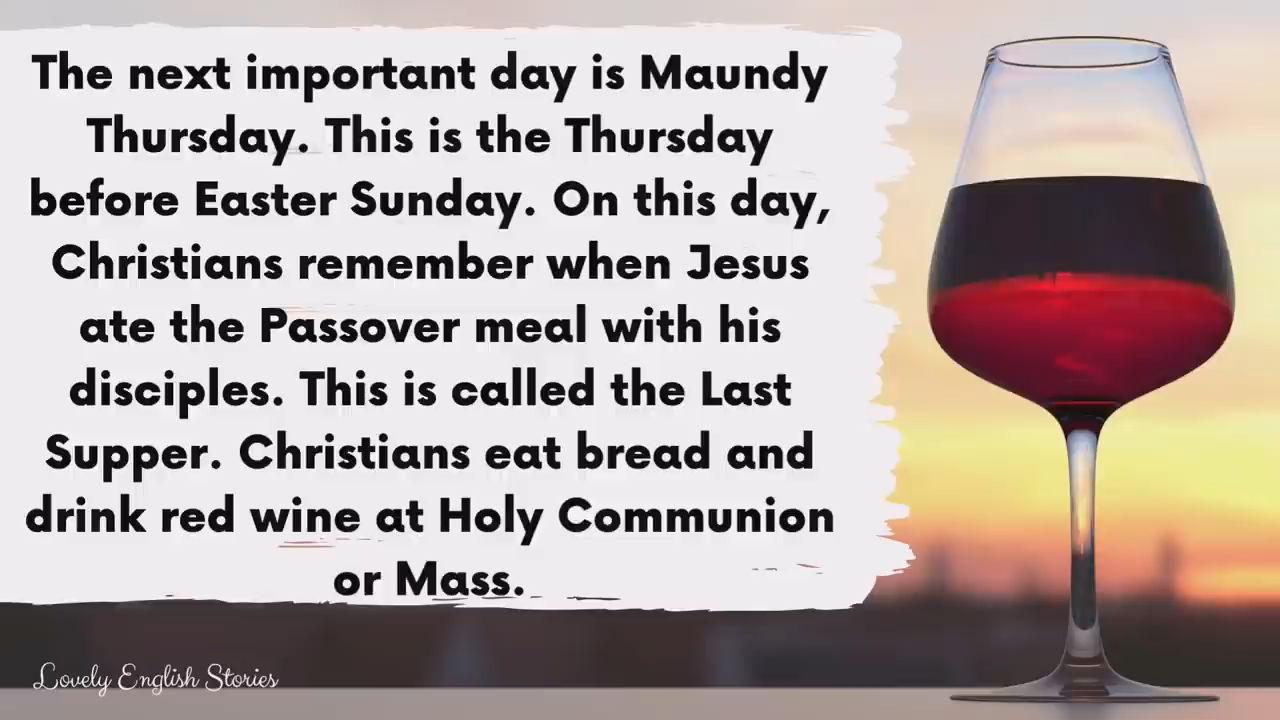 The next important day is Maundy
Thursday. This is the Thursday
before Easter Sunday. On this day,
Christians remember when Jesus
ate the Passover meal with his
disciples. This is called the Last
Supper. Christians eat bread and
drink red wine at Holy Communion
or Mass.
Lovely English Stories